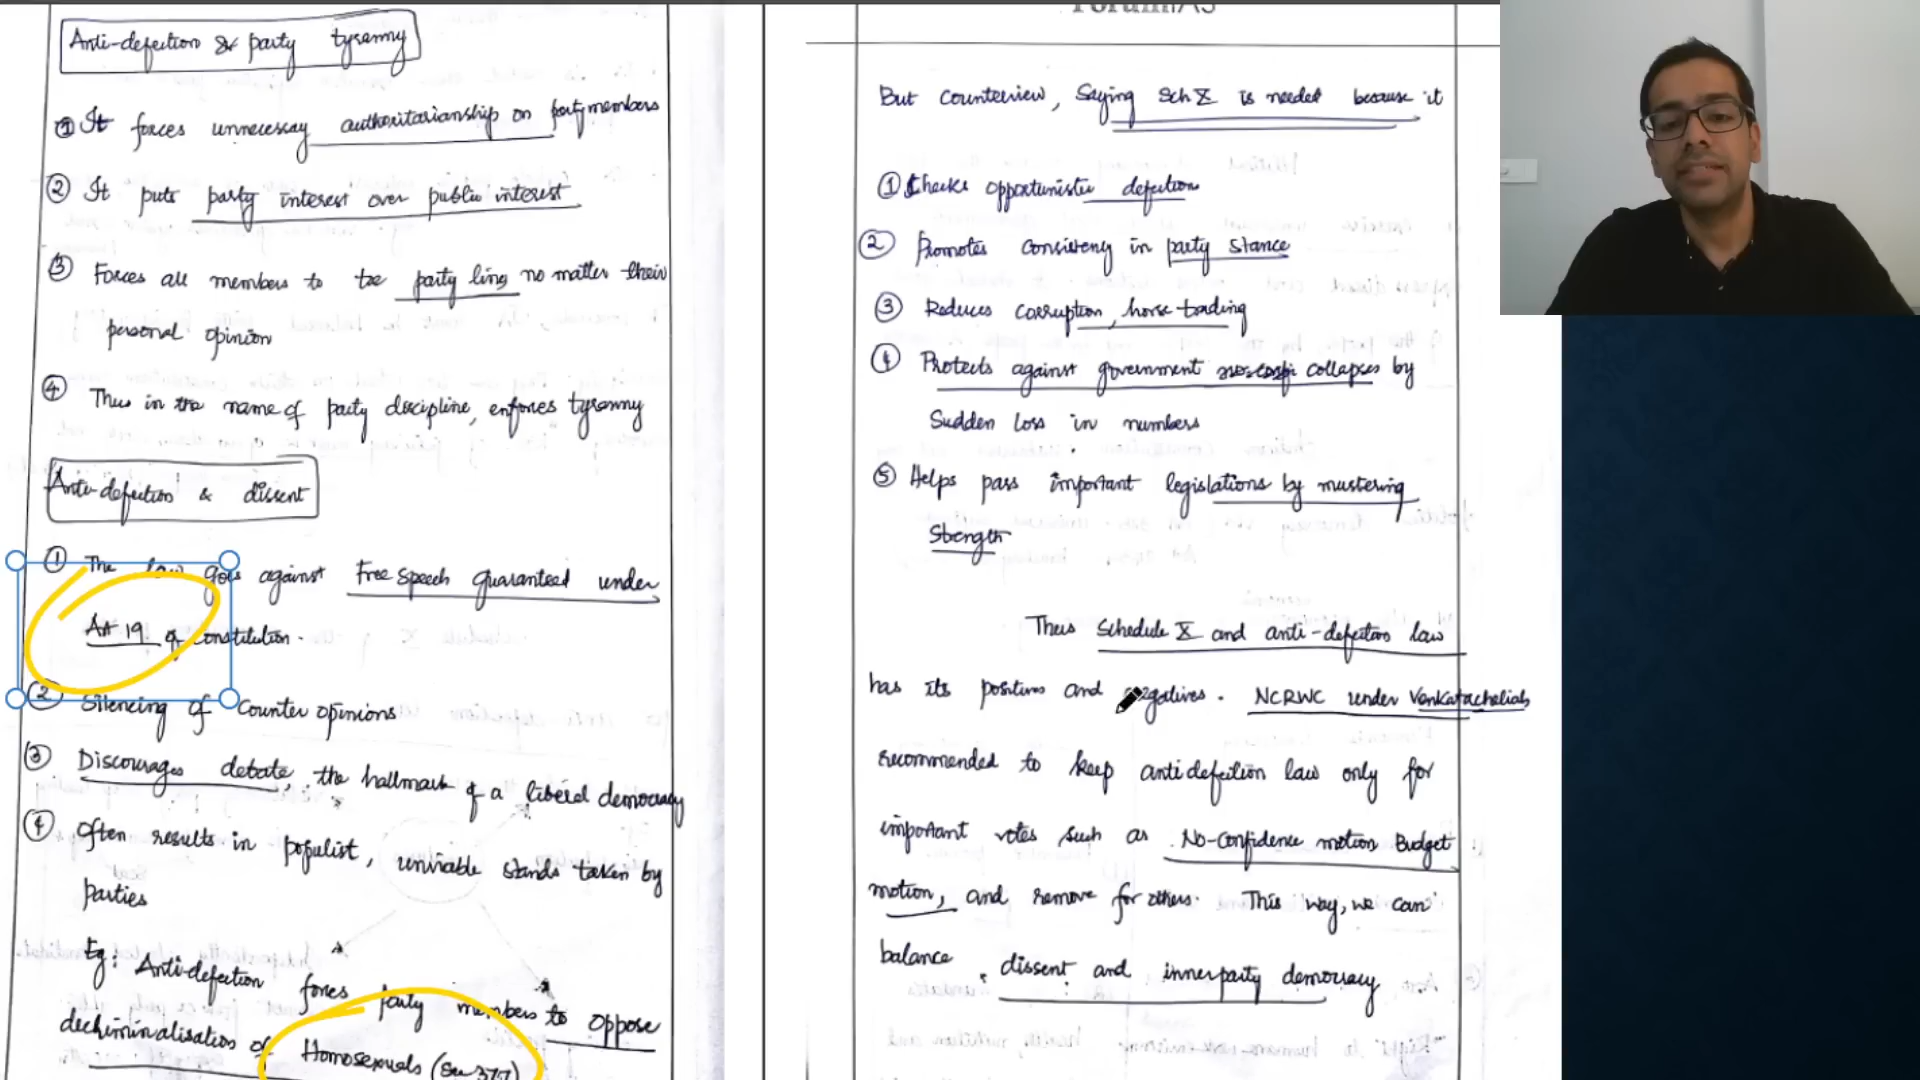 Anti-defection & party tyranny
① It forces unnecessay authoritarianship on party members
② It puts party interest over public interest
③ Forces all members to toe party line no matter their
personal opinion
④ Thus in the name of party discipline, enforces tyranny
Anti-defection & dissent
① The law goes against Free speech guaranteed under
Art 19 of Constitution.
② Silencing of Counter opinions
③ Discourages debate, the hallmark of a liberal democracy
④ Often results in populist, unviable stands taken by
parties
Eg: Anti-defection forces party members to oppose
decriminalisation of Homosexuals (Sec 377)
ForumIAS
But Counterview, Saying Sch X is needed because it
① Checks opportunistic defection
② Promotes consistency in party stance
③ Reduces corruption, horse trading
④ Protects against government collapses by
Sudden loss in numbers
⑤ Helps pass important legislations by mustering
Strength
Thus Schedule X and anti-defection law
has its positives and negatives. NCRWC under Venkatacheliah
recommended to keep antidefection law only for
important votes such as No-Confidence motion Budget
motion, and remove for others. This way, we can
balance dissent and innerparty democracy